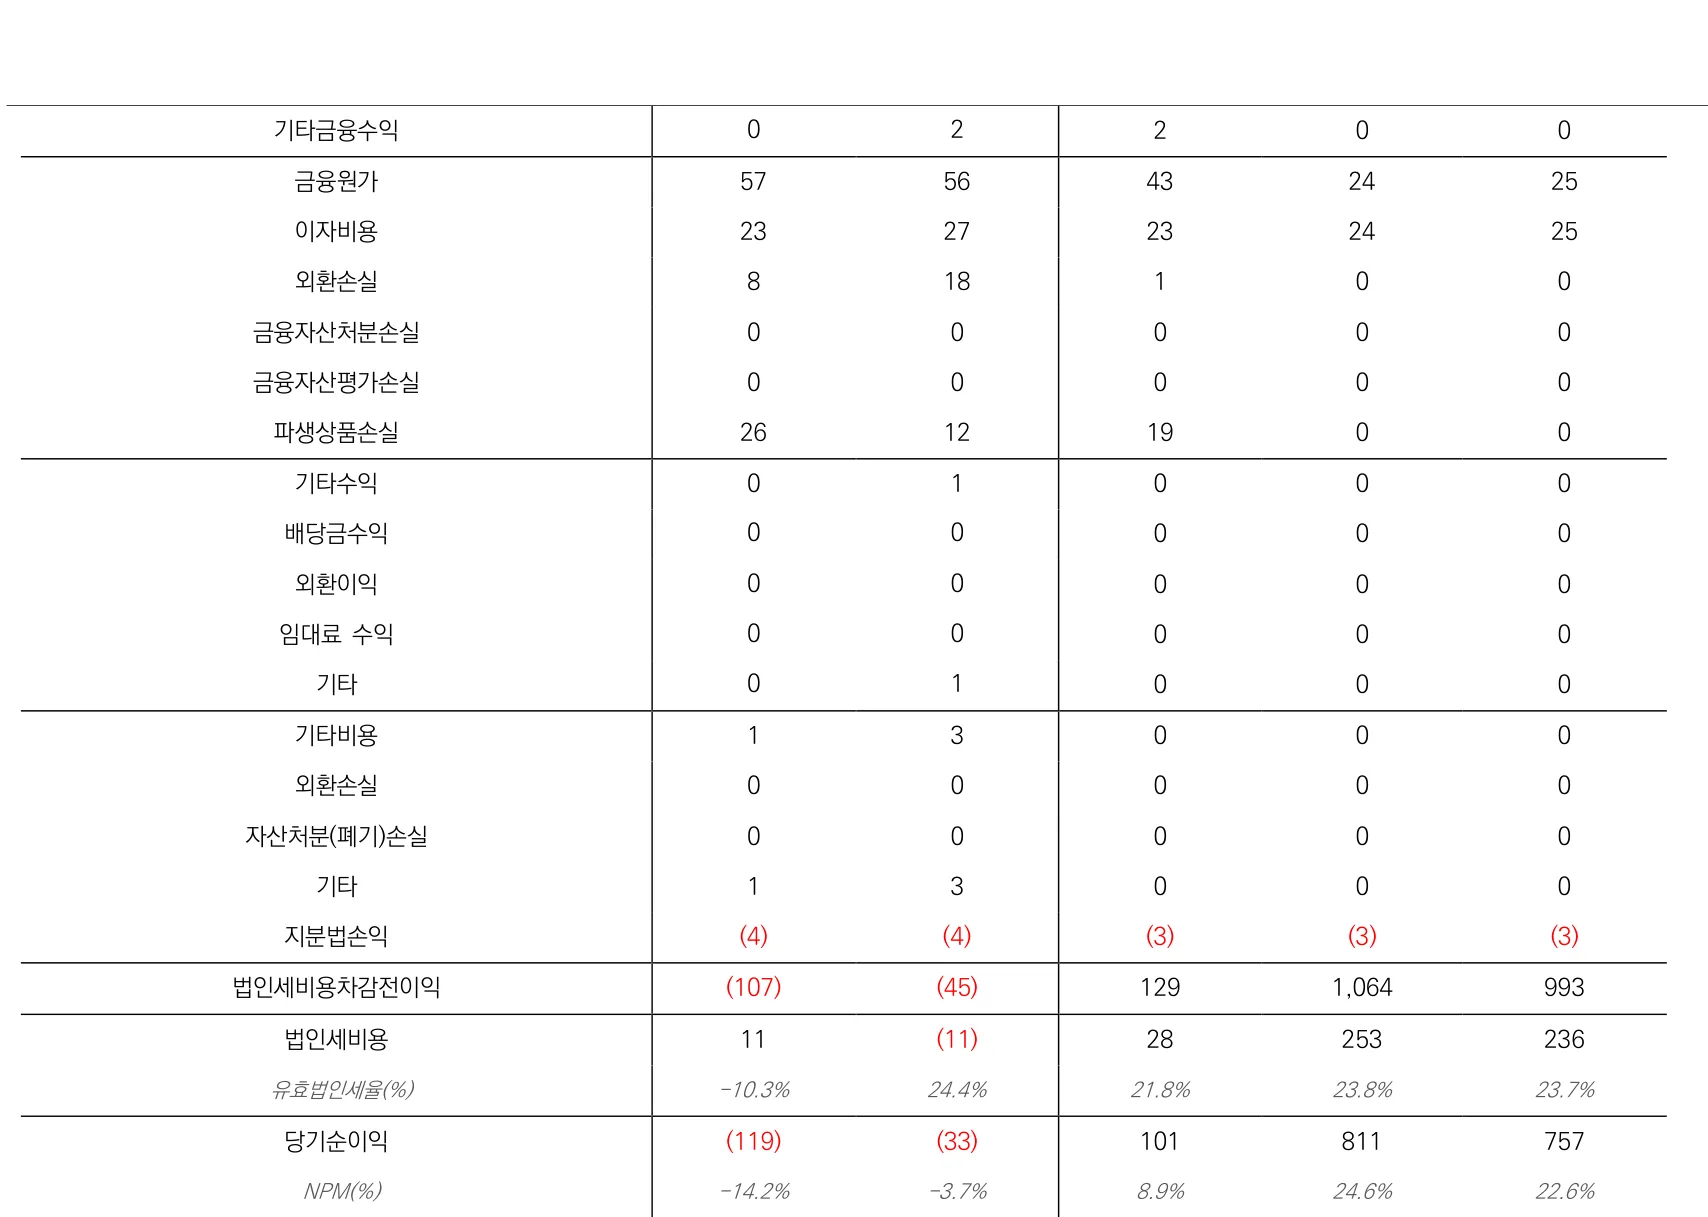 기타금융수익 0 2 2 0 0
금융원가 57 56 43 24 25
이자비용 23 27 23 24 25
외환손실 8 18 1 0 0
금융자산처분손실 0 0 0 0 0
금융자산평가손실 0 0 0 0 0
파생상품손실 26 12 19 0 0
기타수익 0 1 0 0 0
배당금수익 0 0 0 0 0
외환이익 0 0 0 0 0
임대료 수익 0 0 0 0 0
기타 0 1 0 0 0
기타비용 1 3 0 0 0
외환손실 0 0 0 0 0
자산처분(폐기)손실 0 0 0 0 0
기타 1 3 0 0 0
지분법손익 (4) (4) (3) (3) (3)
법인세비용차감전이익 (107) (45) 129 1,064 993
법인세비용 11 (11) 28 253 236
유효법인세율(%) -10.3% 24.4% 21.8% 23.8% 23.7%
당기순이익 (119) (33) 101 811 757
NPM(%) -14.2% -3.7% 8.9% 24.6% 22.6%